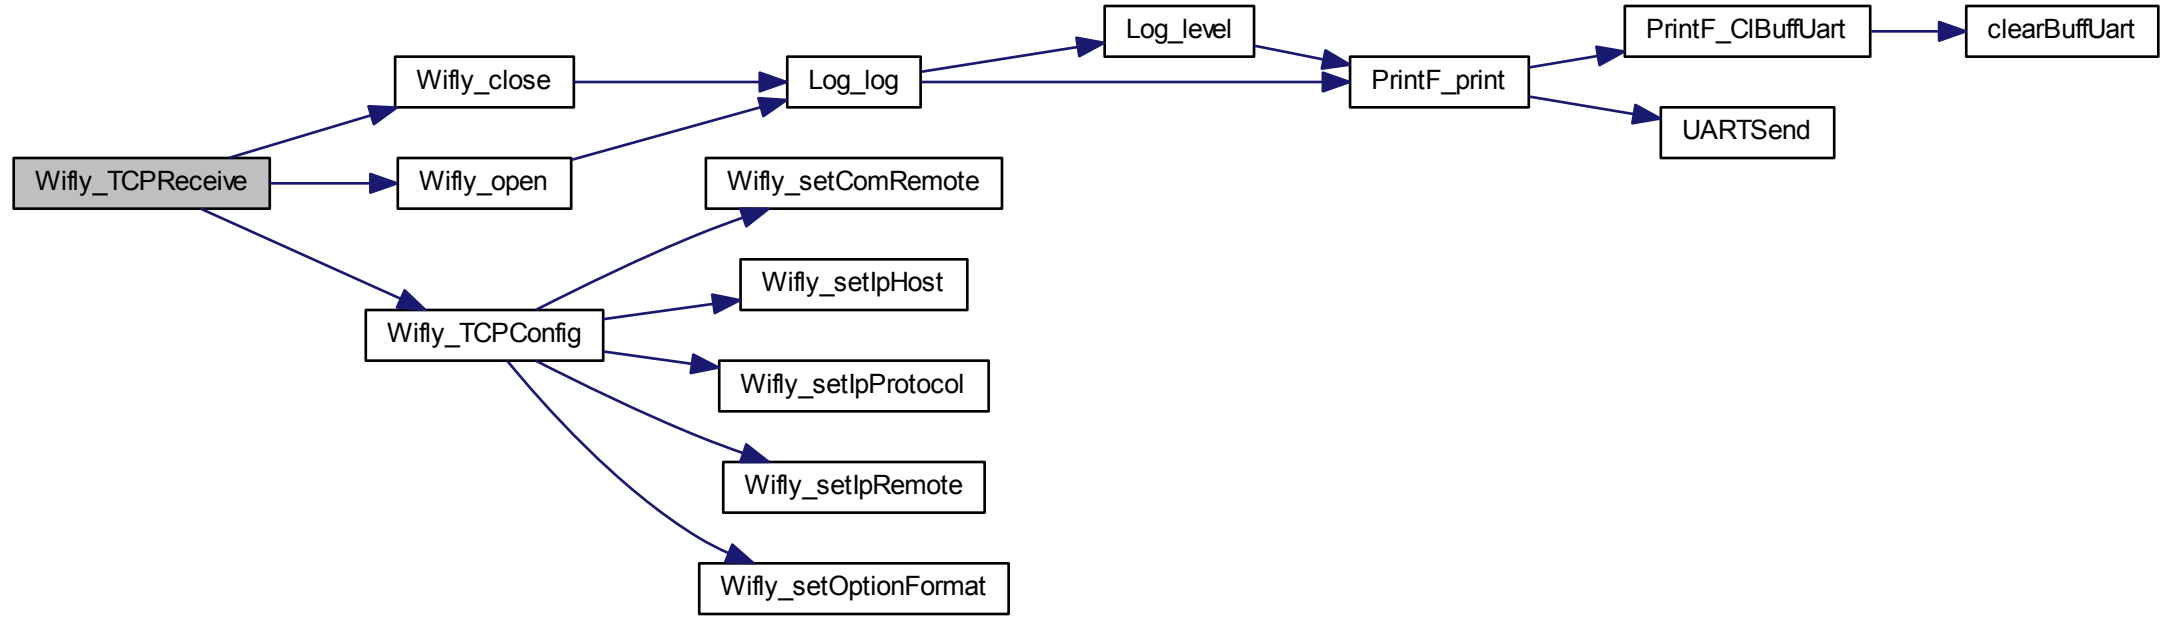 Wifly_TCPReceive
Wifly_close
Wifly_open
Wifly_TCPConfig
Log_log
Log_level
PrintF_print
PrintF_ClBuffUart
clearBuffUart
UARTSend
Wifly_setComRemote
Wifly_setIpHost
Wifly_setIpProtocol
Wifly_setIpRemote
Wifly_setOptionFormat